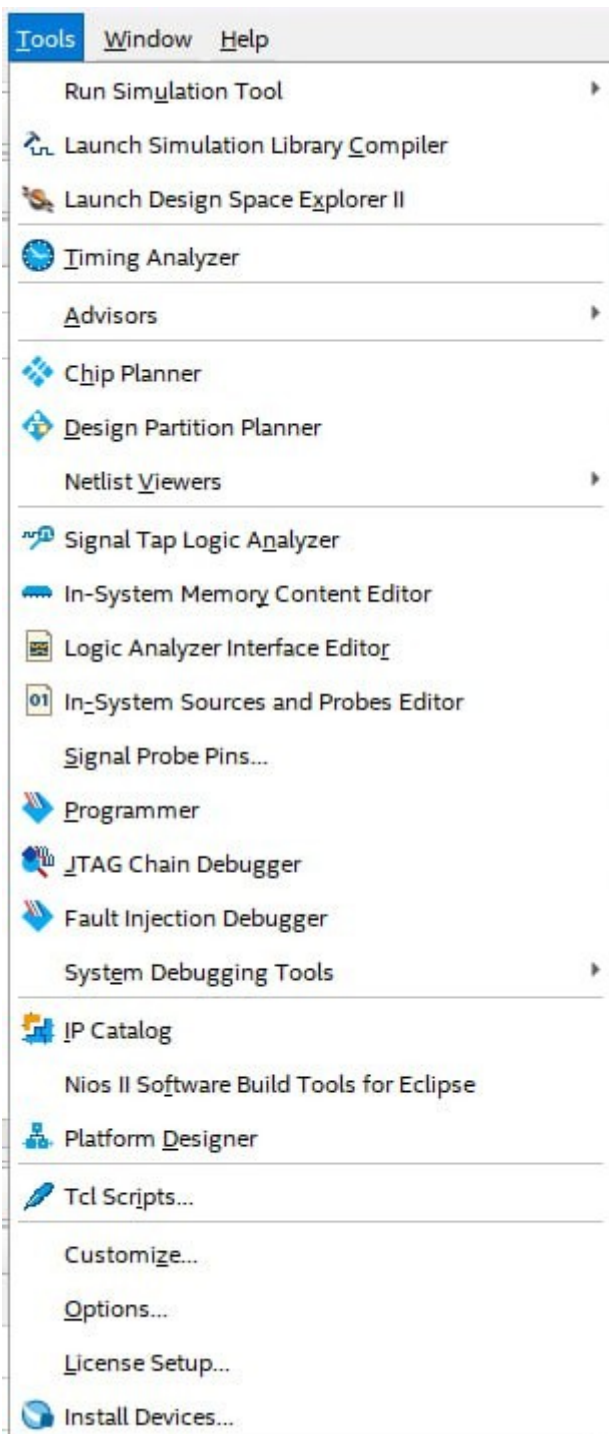 Tools Window Help
Run Simulation Tool
Launch Simulation Library Compiler
Launch Design Space Explorer II
Timing Analyzer
Advisors
Chip Planner
Design Partition Planner
Netlist Viewers
Signal Tap Logic Analyzer
In-System Memory Content Editor
Logic Analyzer Interface Editor
01 In-System Sources and Probes Editor
Signal Probe Pins...
Programmer
JTAG Chain Debugger
Fault Injection Debugger
System Debugging Tools
IP Catalog
Nios II Software Build Tools for Eclipse
Platform Designer
Tcl Scripts...
Customize...
Options...
License Setup...
Install Devices...